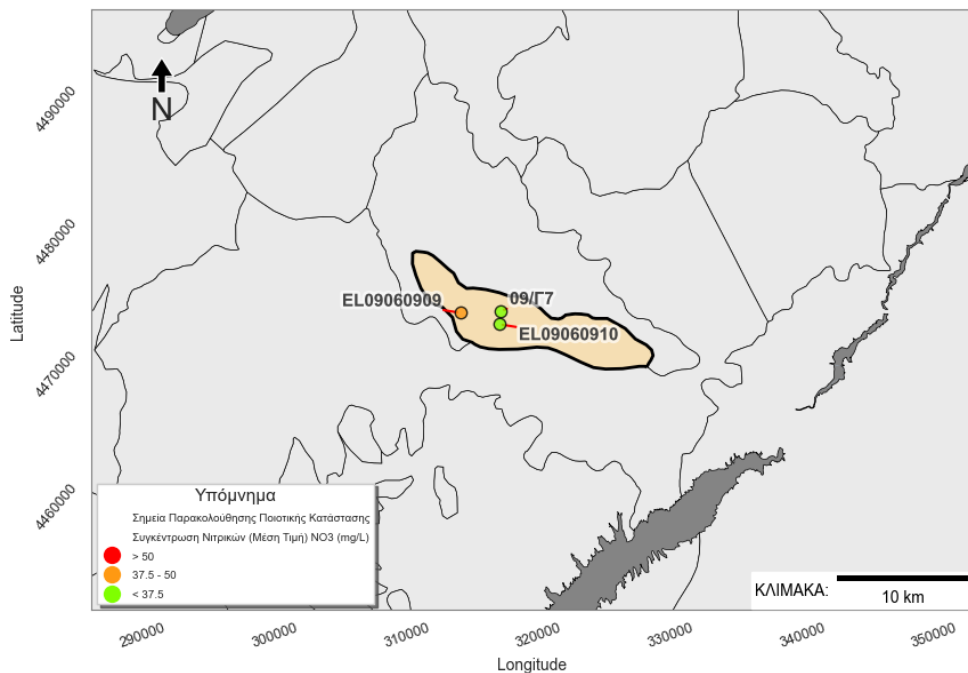 N
4490000
4480000
4470000
4460000
Latitude
EL09060909
09/Γ7
EL09060910
Υπόμνημα
Σημεία Παρακολούθησης Ποιοτικής Κατάστασης
Συγκέντρωση Νιτρικών (Μέση Τιμή) NO3 (mg/L)
> 50
37.5 - 50
< 37.5
ΚΛΙΜΑΚΑ:
10 km
290000
300000
310000
320000
330000
340000
350000
Longitude